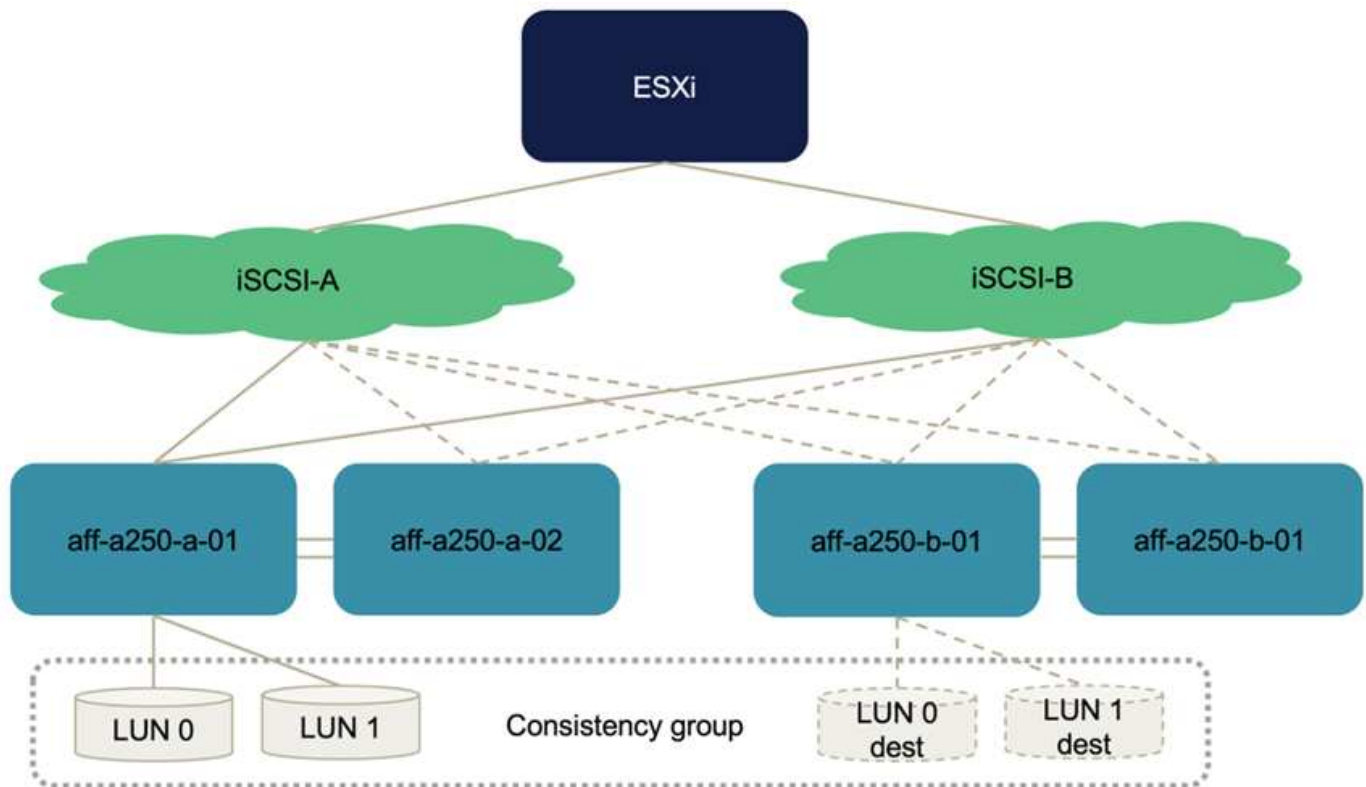 ESXi
iSCSI-A
iSCSI-B
aff-a250-a-01
aff-a250-a-02
aff-a250-b-01
aff-a250-b-01
LUN 0
LUN 1
Consistency group
LUN 0
dest
LUN 1
dest